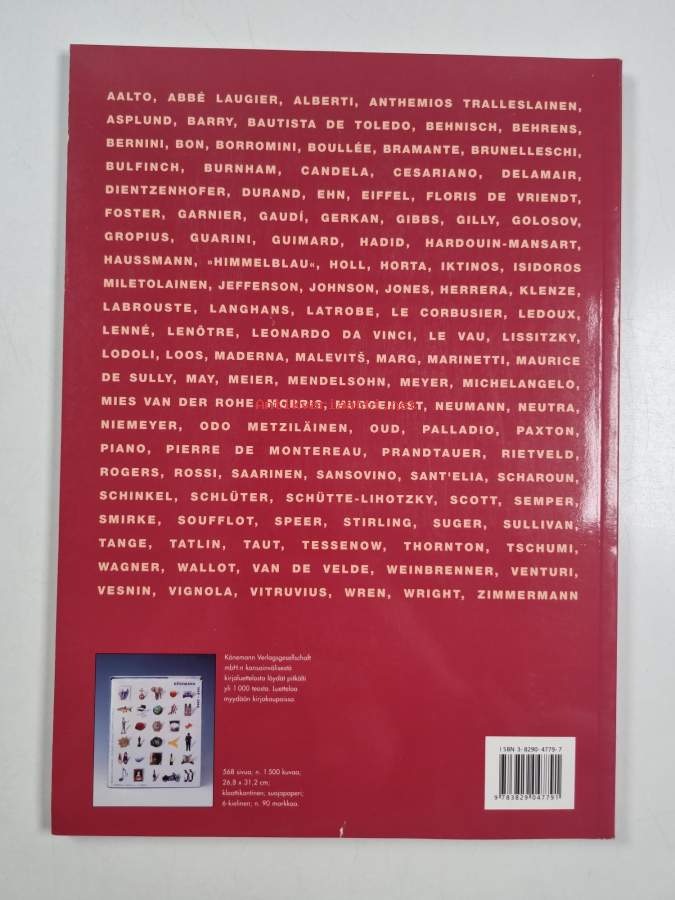 AALTO, ABBÉ LAUGIER, ALBERTI, ANTHEMIOS TRALLESLAINEN,
ASPLUND, BARRY, BAUTISTA DE TOLEDO, BEHNISCH, BEHRENS,
BERNINI, BON, BORROMINI, BOULLÉE, BRAMANTE, BRUNELLESCHI,
BULFINCH, BURNHAM, CANDELA, CESARIANO, DELAMAIR,
DIENTZENHOFER, DURAND, EHN, EIFFEL, FLORIS DE VRIENDT,
FOSTER, GARNIER, GAUDÍ, GERKAN, GIBBS, GILLY, GOLOSOV,
GROPIUS, GUARINI, GUIMARD, HADID, HARDOUIN-MANSART,
HAUSSMANN, »HIMMELBLAU«, HOLL, HORTA, IKTINOS, ISIDOROS
MILETOLAINEN, JEFFERSON, JOHNSON, JONES, HERRERA, KLENZE,
LABROUSTE, LANGHANS, LATROBE, LE CORBUSIER, LEDOUX,
LENNÉ, LENÔTRE, LEONARDO DA VINCI, LE VAU, LISSITZKY,
LODOLI, LOOS, MADERNA, MALEVITŠ, MARG, MARINETTI, MAURICE
DE SULLY, MAY, MEIER, MENDELSOHN, MEYER, MICHELANGELO,
MIES VAN DER ROHE, MORRIS, NEUMANN, NEUTRA,
NIEMEYER, ODO METZILÄINEN, OUD, PALLADIO, PAXTON,
PIANO, PIERRE DE MONTEREAU, PRANDTAUER, RIETVELD,
ROGERS, ROSSI, SAARINEN, SANSOVINO, SANT'ELIA, SCHAROUN,
SCHINKEL, SCHLÜTER, SCHÜTTE-LIHOTZKY, SCOTT, SEMPER,
SMIRKE, SOUFFLOT, SPEER, STIRLING, SUGER, SULLIVAN,
TANGE, TATLIN, TAUT, TESSENOW, THORNTON, TSCHUMI,
WAGNER, WALLOT, VAN DE VELDE, WEINBRENNER, VENTURI,
VESNIN, VIGNOLA, VITRUVIUS, WREN, WRIGHT, ZIMMERMANN
Könemann Verlagsgesellschaft
mbH:n kansainvälisestä
kirjaluettelosta löydät pitkälti
yli 1 000 teosta. Luetteloa
myydään kirjakaupoissa
568 sivua; n. 1 500 kuvaa;
26,8 x 31,2 cm;
kloottikantinen, suojapaperi;
6-kielinen; n. 90 markkaa.
KÖNEMANN
ISBN 3-8290-4779-7
9 783829 047791